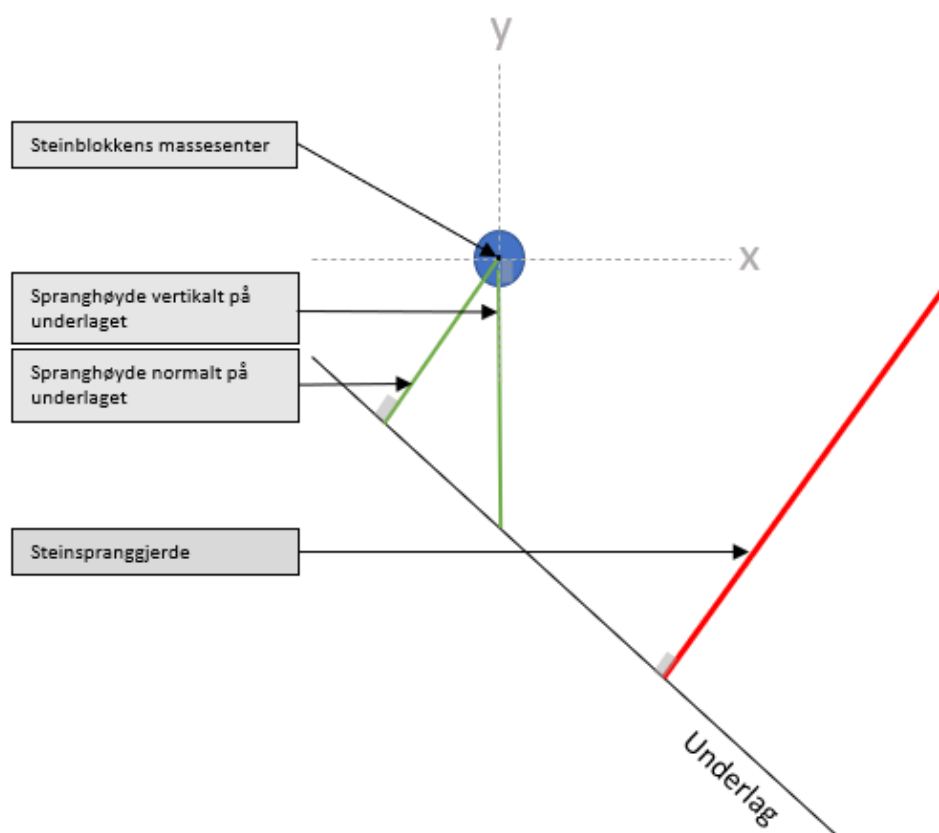 y
Steinblokkens massesenter
x
Spranghøyde vertikalt på
underlaget
Spranghøyde normalt på
underlaget
Steinspranggjerde
Underlag